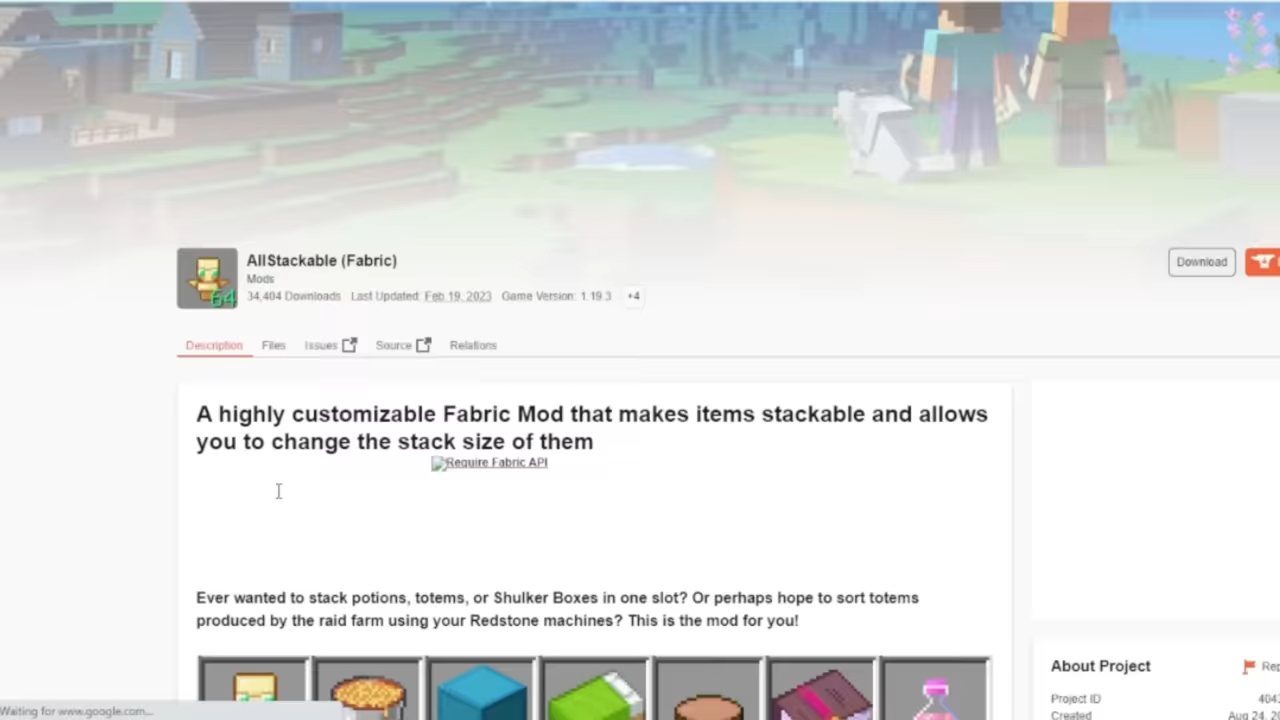 AllStackable (Fabric)
Download
Mods
64
34,404 Downloads Last Updated: Feb 19, 2023 Game Version: 1.19.3 +4
Description Files Issues Source Relations
A highly customizable Fabric Mod that makes items stackable and allows
you to change the stack size of them
Require Fabric API
Ever wanted to stack potions, totems, or Shulker Boxes in one slot? Or perhaps hope to sort totems
produced by the raid farm using your Redstone machines? This is the mod for you!
About Project
Project ID
Created
Waiting for www.google.com...